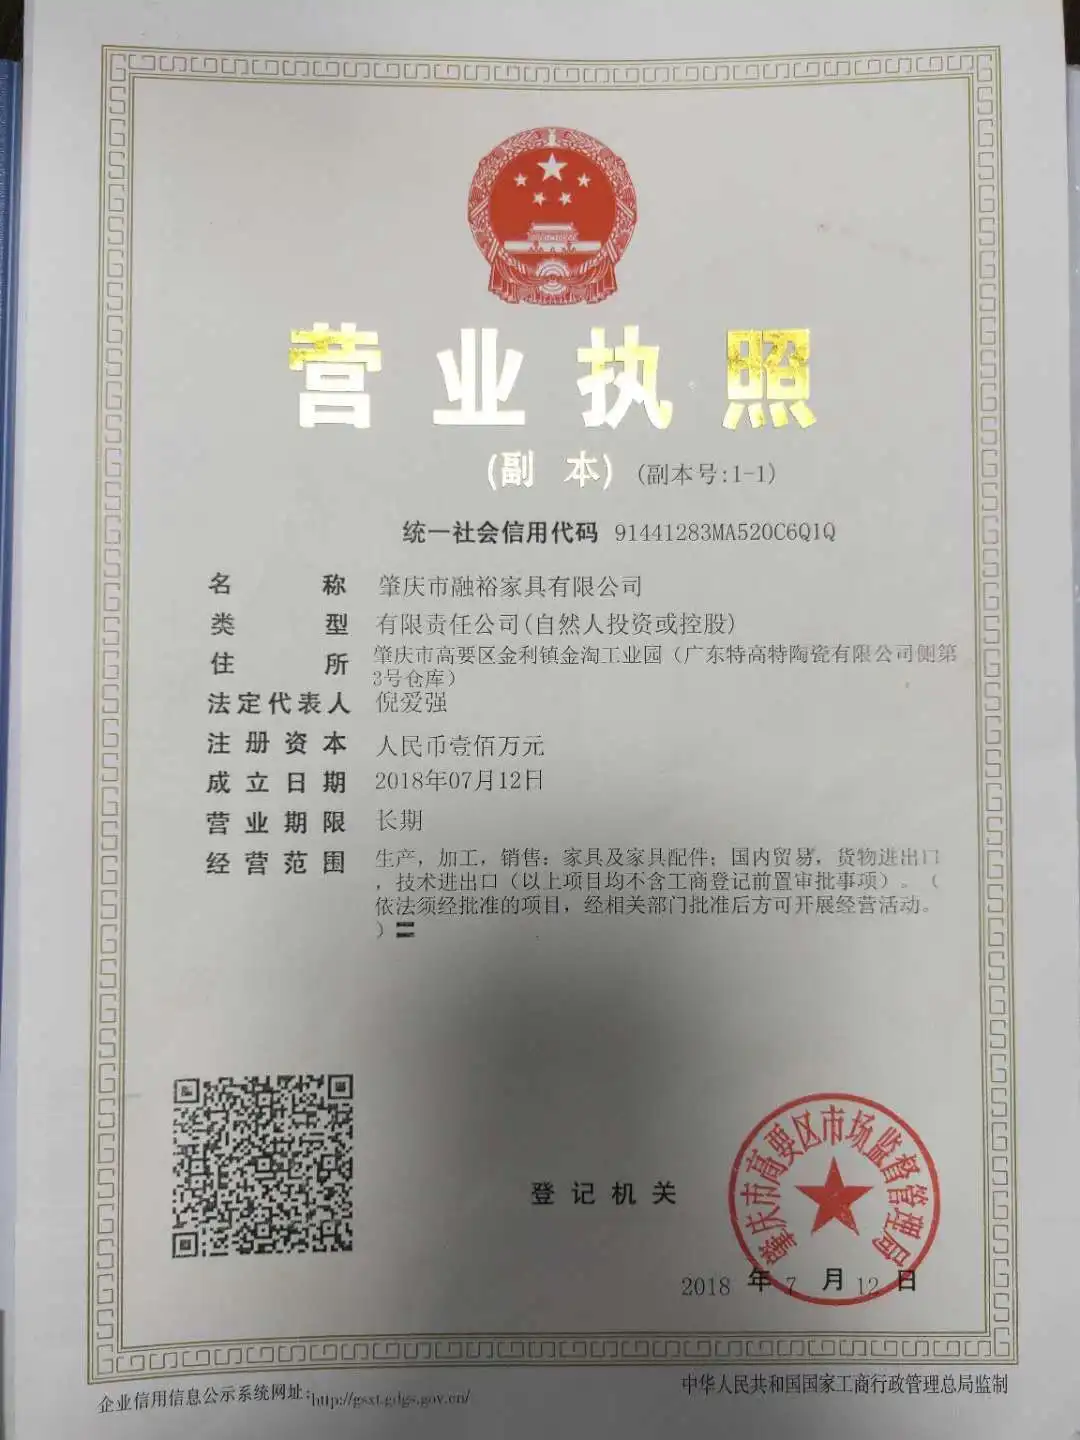 营业执照
(副 本) (副本号:1-1)
统一社会信用代码 91441283MA520C6Q1Q
名 称 肇庆市融裕家具有限公司
类 型 有限责任公司(自然人投资或控股)
住 所 肇庆市高要区金利镇金淘工业园（广东特高特陶瓷有限公司侧第
3号仓库）
法定代表人 倪爱强
注册资本 人民币壹佰万元
成立日期 2018年07月12日
营业期限 长期
经营范围 生产，加工，销售：家具及家具配件；国内贸易，货物进出口
，技术进出口（以上项目均不含工商登记前置审批事项）。（
依法须经批准的项目，经相关部门批准后方可开展经营活动。
）
登记机关
肇庆市高要区市场监督管理局
2018 年 7 月 12 日
企业信用信息公示系统网址：http://gsxt.gdgs.gov.cn/
中华人民共和国国家工商行政管理总局监制